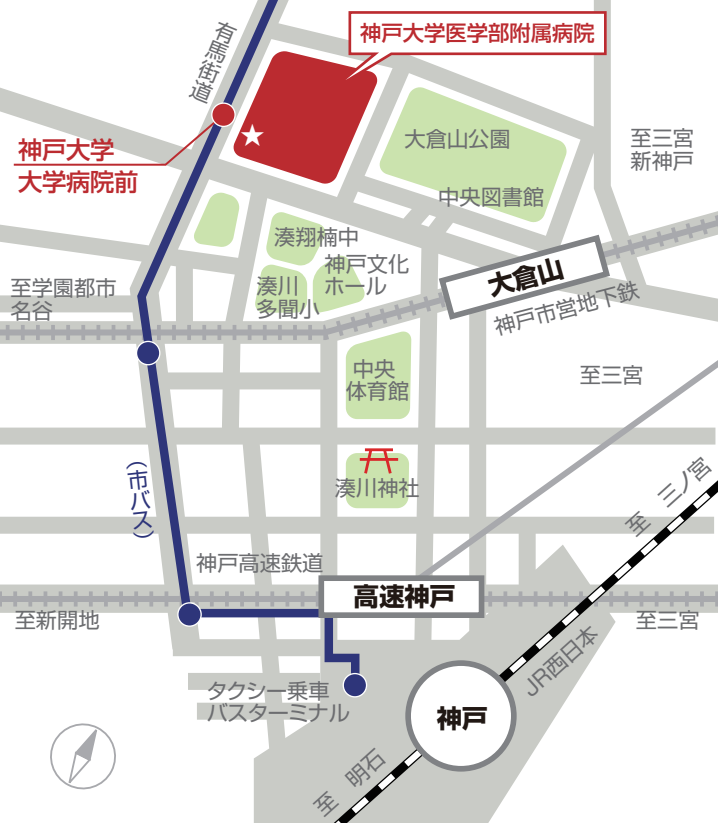 有馬街道
神戸大学医学部附属病院
神戸大学
大学病院前
大倉山公園
中央図書館
至三宮
新神戸
湊翔楠中
神戸文化
ホール
湊川
多聞小
大倉山
神戸市営地下鉄
至学園都市
名谷
中央
体育館
至三宮
湊川神社
(市バス)
至 三ノ宮
神戸高速鉄道
高速神戸
至新開地
至三宮
JR西日本
タクシー乗車
バスターミナル
神戸
至 明石